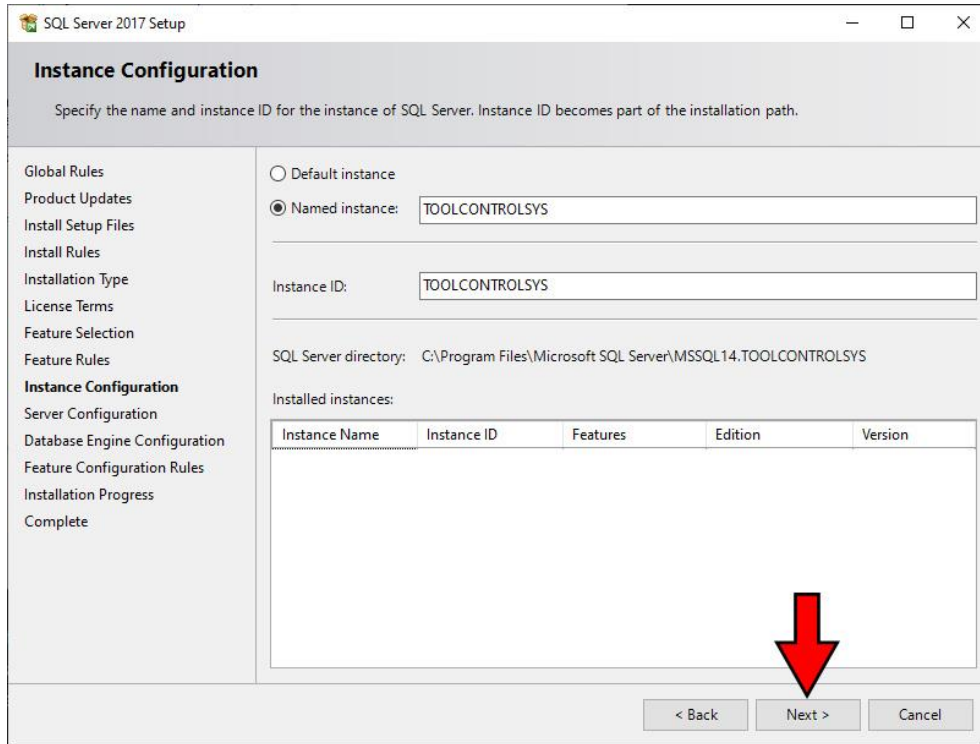 SQL Server 2017 Setup
Instance Configuration
Specify the name and instance ID for the instance of SQL Server. Instance ID becomes part of the installation path.
Global Rules
Product Updates
Install Setup Files
Install Rules
Installation Type
License Terms
Feature Selection
Feature Rules
Instance Configuration
Server Configuration
Database Engine Configuration
Feature Configuration Rules
Installation Progress
Complete
Default instance
Named instance: TOOLCONTROLSYS
Instance ID: TOOLCONTROLSYS
SQL Server directory: C:\Program Files\Microsoft SQL Server\MSSQL14.TOOLCONTROLSYS
Installed instances:
Instance Name Instance ID Features Edition Version
< Back Next > Cancel